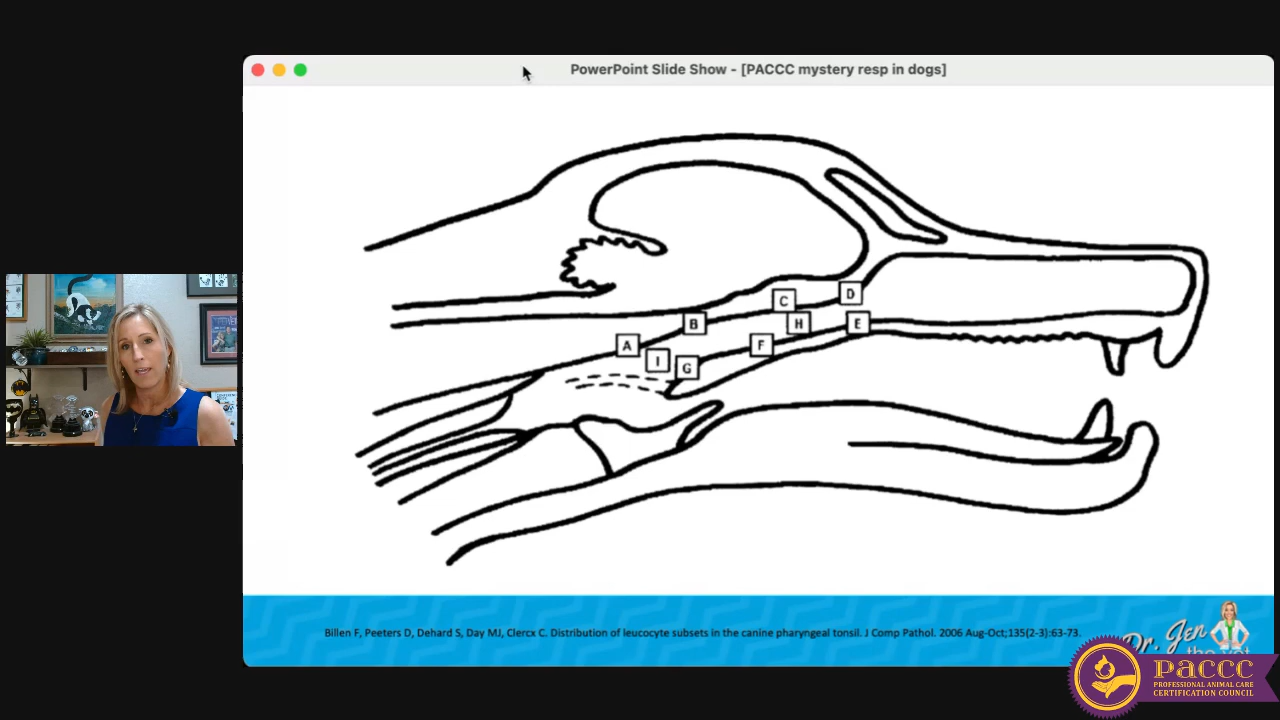 PowerPoint Slide Show - [PACCC mystery resp in dogs]
D
C
B
H
E
A
F
I
G
Billen F, Peeters D, Dehard S, Day MJ, Clercx C. Distribution of leucocyte subsets in the canine pharyngeal tonsil. J Comp Pathol. 2006 Aug-Oct;135(2-3):63-73.
Dr. Jen
the vet
PACCC
PROFESSIONAL ANIMAL CARE
CERTIFICATION COUNCIL